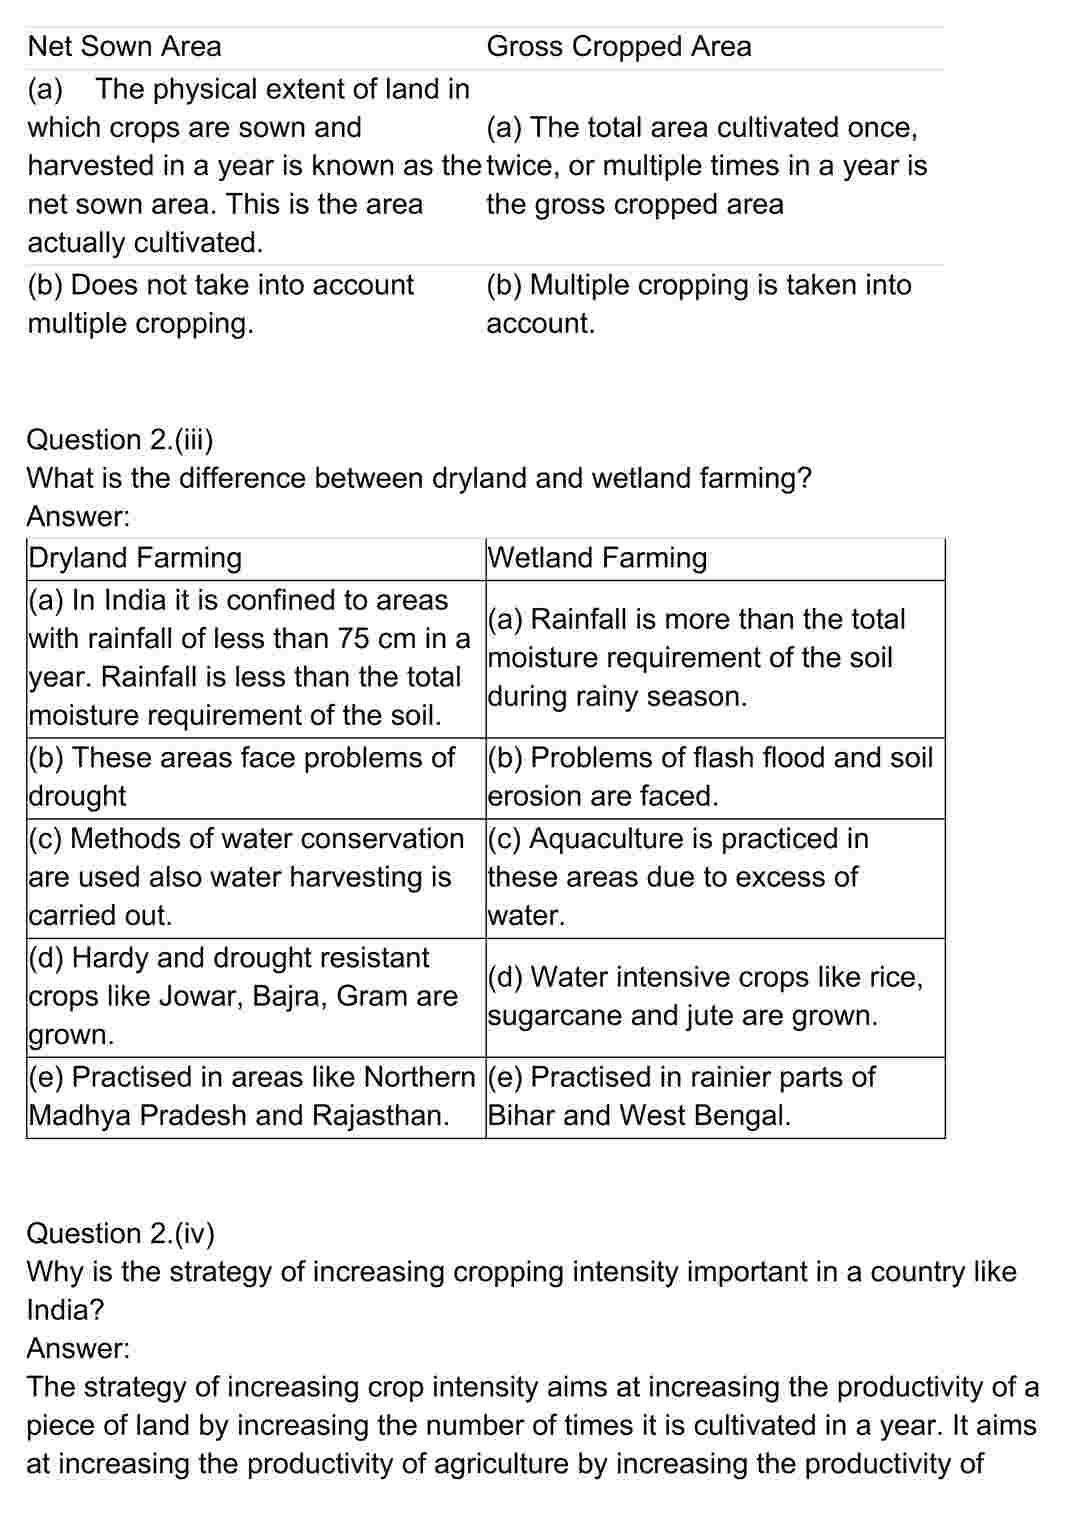 Net Sown Area
Gross Cropped Area
(a) The physical extent of land in
which crops are sown and
harvested in a year is known as the
net sown area. This is the area
actually cultivated.
(a) The total area cultivated once,
twice, or multiple times in a year is
the gross cropped area
(b) Does not take into account
multiple cropping.
(b) Multiple cropping is taken into
account.
Question 2.(iii)
What is the difference between dryland and wetland farming?
Answer:
Dryland Farming
Wetland Farming
(a) In India it is confined to areas
with rainfall of less than 75 cm in a
year. Rainfall is less than the total
moisture requirement of the soil.
(a) Rainfall is more than the total
moisture requirement of the soil
during rainy season.
(b) These areas face problems of
drought
(b) Problems of flash flood and soil
erosion are faced.
(c) Methods of water conservation
are used also water harvesting is
carried out.
(c) Aquaculture is practiced in
these areas due to excess of
water.
(d) Hardy and drought resistant
crops like Jowar, Bajra, Gram are
grown.
(d) Water intensive crops like rice,
sugarcane and jute are grown.
(e) Practised in areas like Northern
Madhya Pradesh and Rajasthan.
(e) Practised in rainier parts of
Bihar and West Bengal.
Question 2.(iv)
Why is the strategy of increasing cropping intensity important in a country like
India?
Answer:
The strategy of increasing crop intensity aims at increasing the productivity of a
piece of land by increasing the number of times it is cultivated in a year. It aims
at increasing the productivity of agriculture by increasing the productivity of